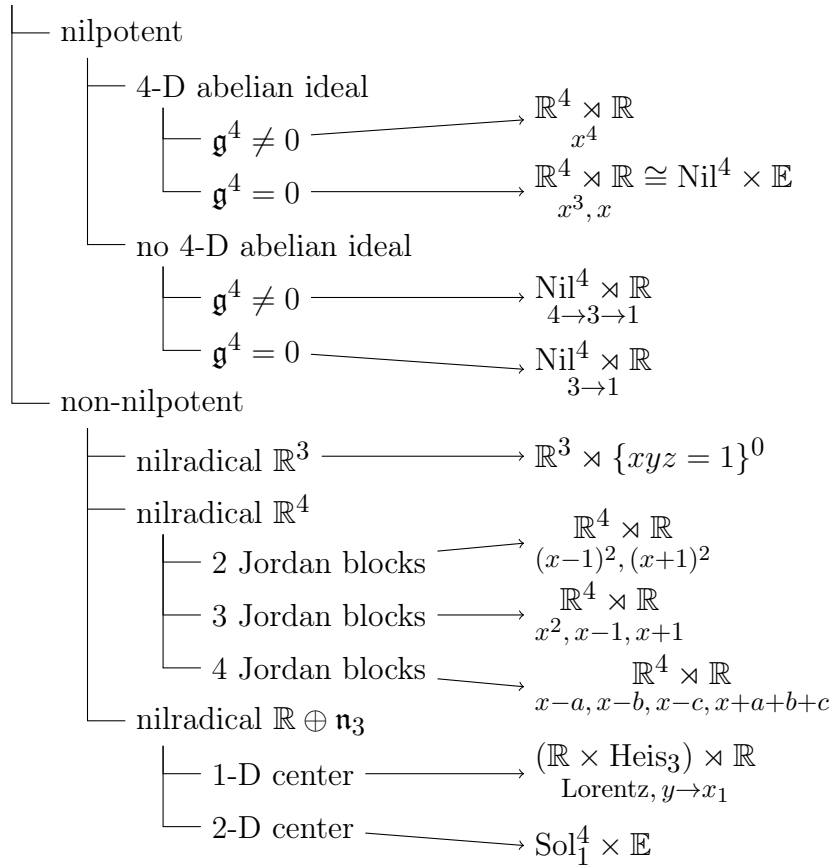 nilpotent
4-D abelian ideal
𝔤⁴ ≠ 0
ℝ⁴ ⋊ ℝ
x⁴
𝔤⁴ = 0
ℝ⁴ ⋊ ℝ ≅ Nil⁴ × 𝔼
x³, x
no 4-D abelian ideal
𝔤⁴ ≠ 0
Nil⁴ ⋊ ℝ
4→3→1
𝔤⁴ = 0
Nil⁴ ⋊ ℝ
3→1
non-nilpotent
nilradical ℝ³
ℝ³ ⋊ {xyz = 1}⁰
nilradical ℝ⁴
2 Jordan blocks
ℝ⁴ ⋊ ℝ
(x−1)², (x+1)²
3 Jordan blocks
ℝ⁴ ⋊ ℝ
x², x−1, x+1
4 Jordan blocks
ℝ⁴ ⋊ ℝ
x−a, x−b, x−c, x+a+b+c
nilradical ℝ ⊕ 𝔫₃
1-D center
(ℝ × Heis₃) ⋊ ℝ
Lorentz, y→x₁
2-D center
Sol₁⁴ × 𝔼